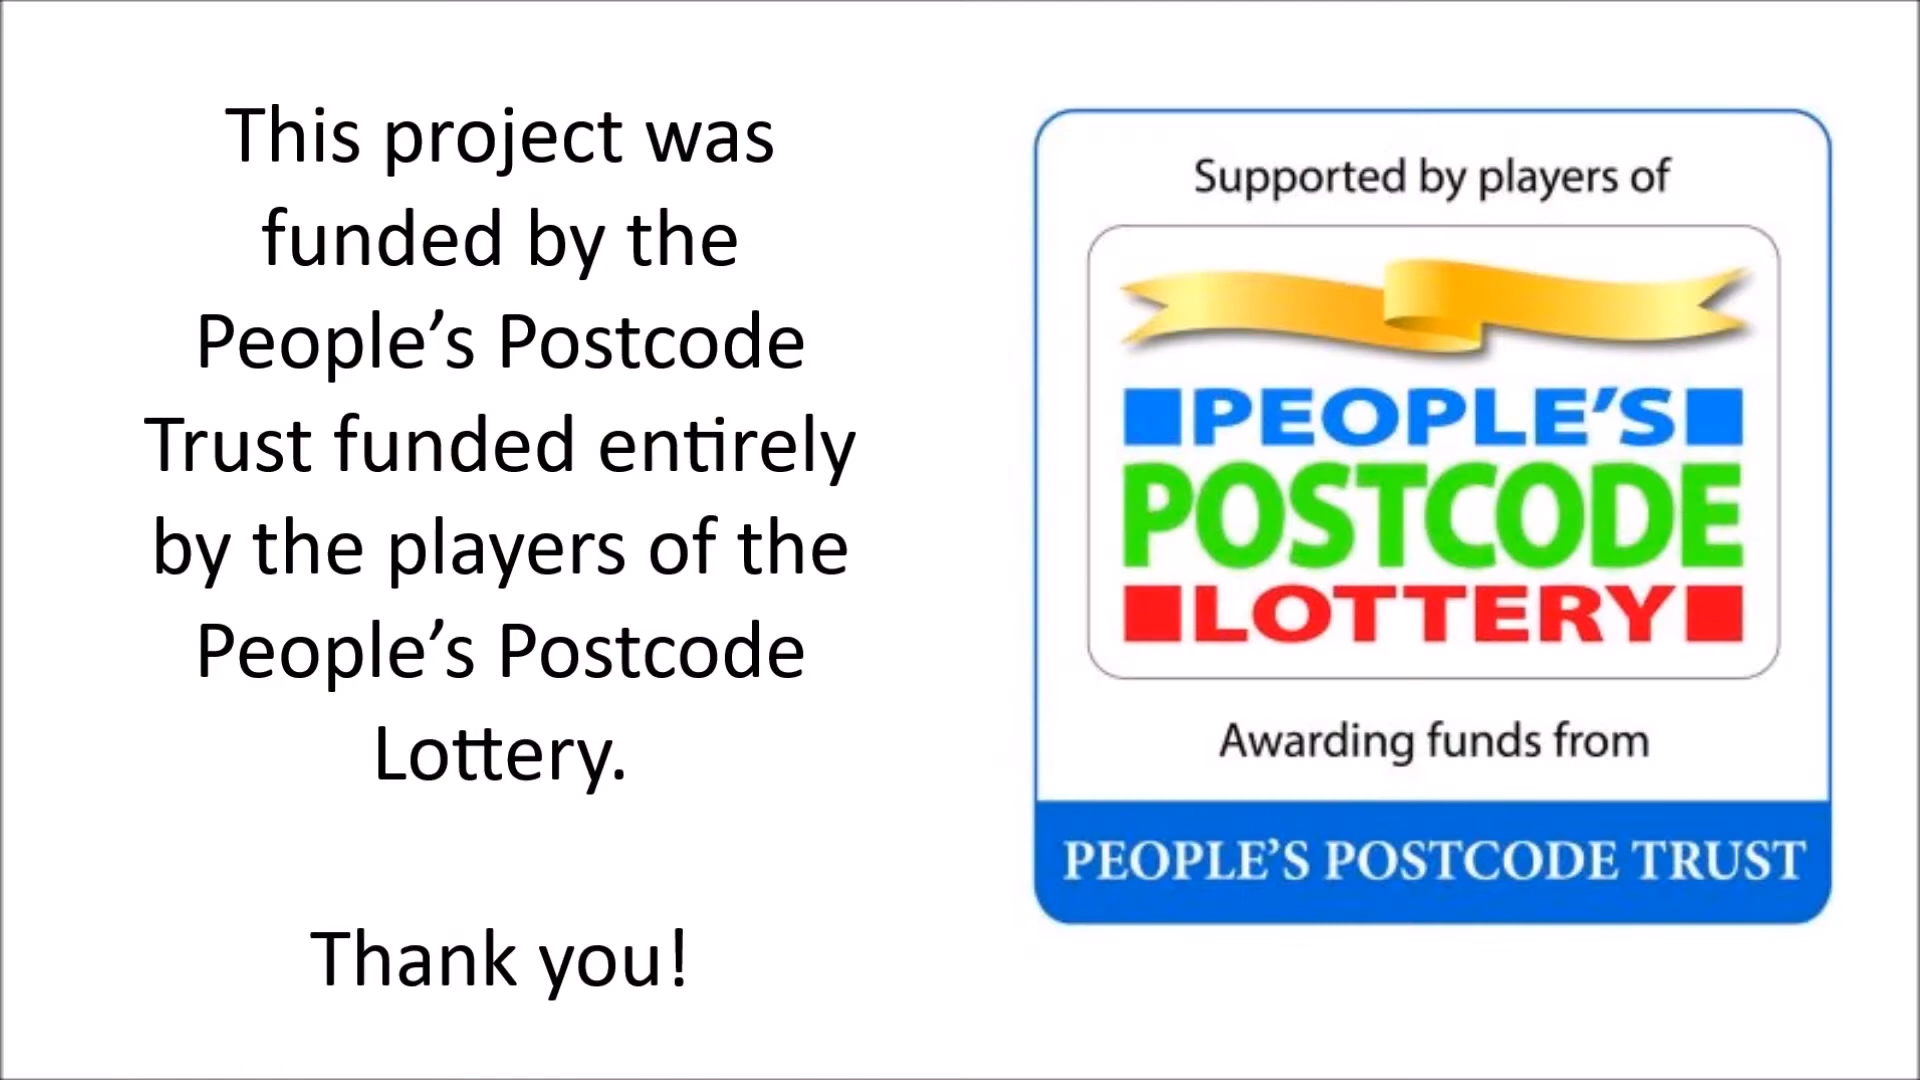 This project was
funded by the
People’s Postcode
Trust funded entirely
by the players of the
People’s Postcode
Lottery.
Thank you!
Supported by players of
PEOPLE’S
POSTCODE
LOTTERY
Awarding funds from
PEOPLE’S POSTCODE TRUST